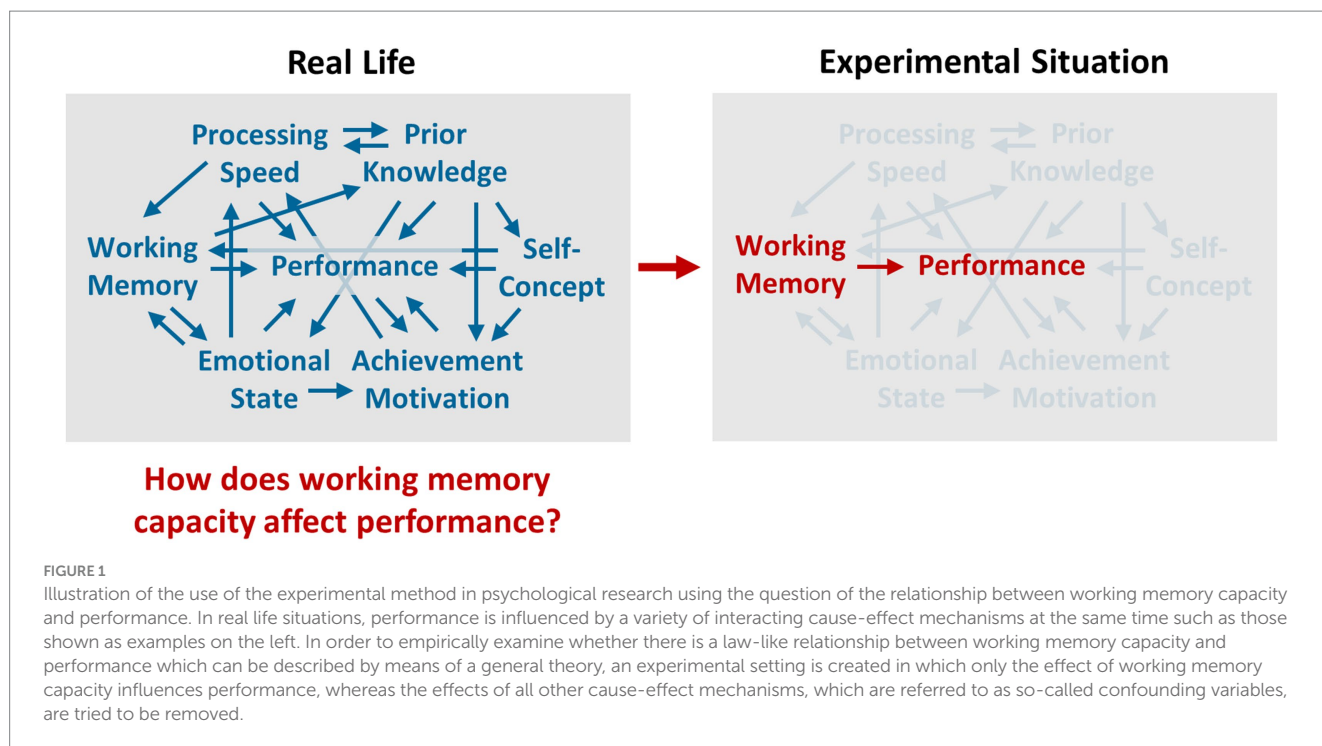 Real Life
Experimental Situation
Processing Prior
Speed Knowledge
Working Self-
Memory Performance Concept
Emotional Achievement
State Motivation
Processing Prior
Speed Knowledge
Working Self-
Memory Performance Concept
Emotional Achievement
State Motivation
How does working memory
capacity affect performance?
FIGURE 1
Illustration of the use of the experimental method in psychological research using the question of the relationship between working memory capacity
and performance. In real life situations, performance is influenced by a variety of interacting cause-effect mechanisms at the same time such as those
shown as examples on the left. In order to empirically examine whether there is a law-like relationship between working memory capacity and
performance which can be described by means of a general theory, an experimental setting is created in which only the effect of working memory
capacity influences performance, whereas the effects of all other cause-effect mechanisms, which are referred to as so-called confounding variables,
are tried to be removed.